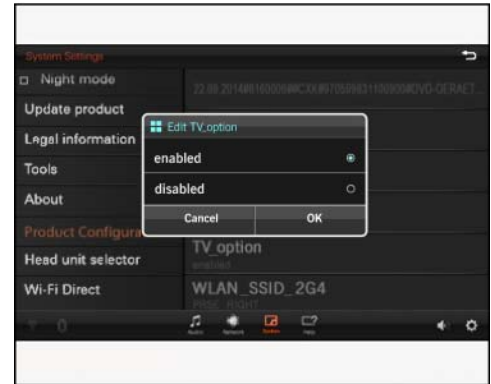 System Settings
Night mode
Update product
Legal information
Tools
About
Product Configura
Head unit selector
Wi-Fi Direct
Edit TV_option
enabled
disabled
Cancel
OK
TV_option
enabled
WLAN_SSID_2G4
Audio
Network
System
Help